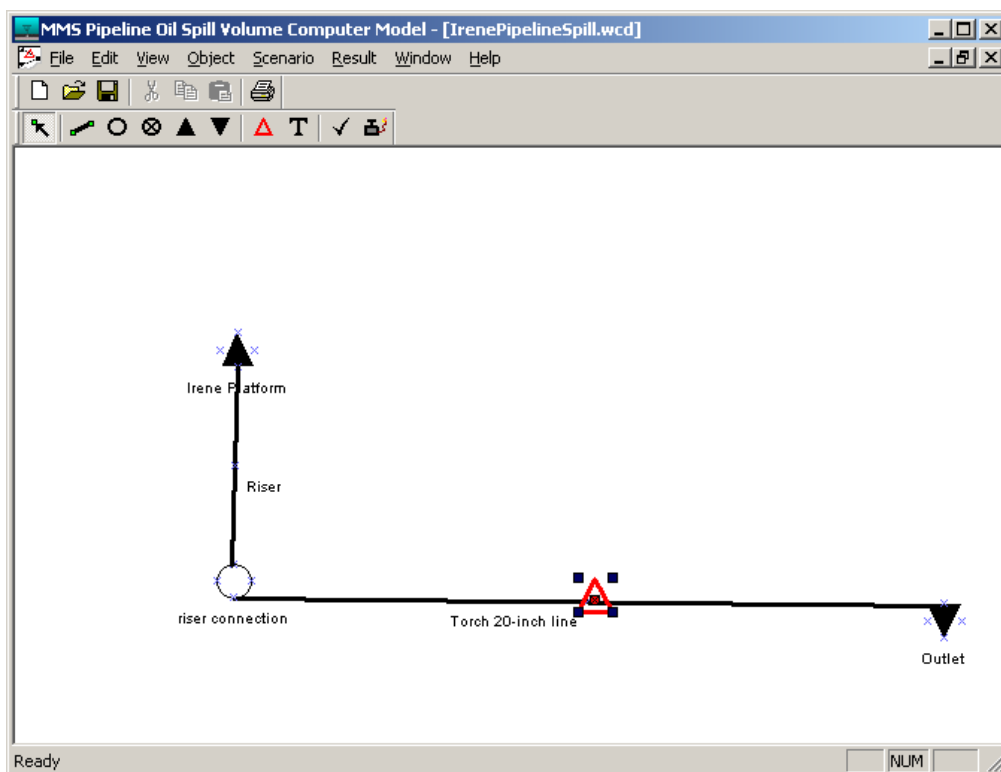 MMS Pipeline Oil Spill Volume Computer Model - [IrenePipelineSpill.wcd]
File Edit View Object Scenario Result Window Help
T
Irene Platform
Riser
riser connection
Torch 20-inch line
Outlet
Ready
NUM